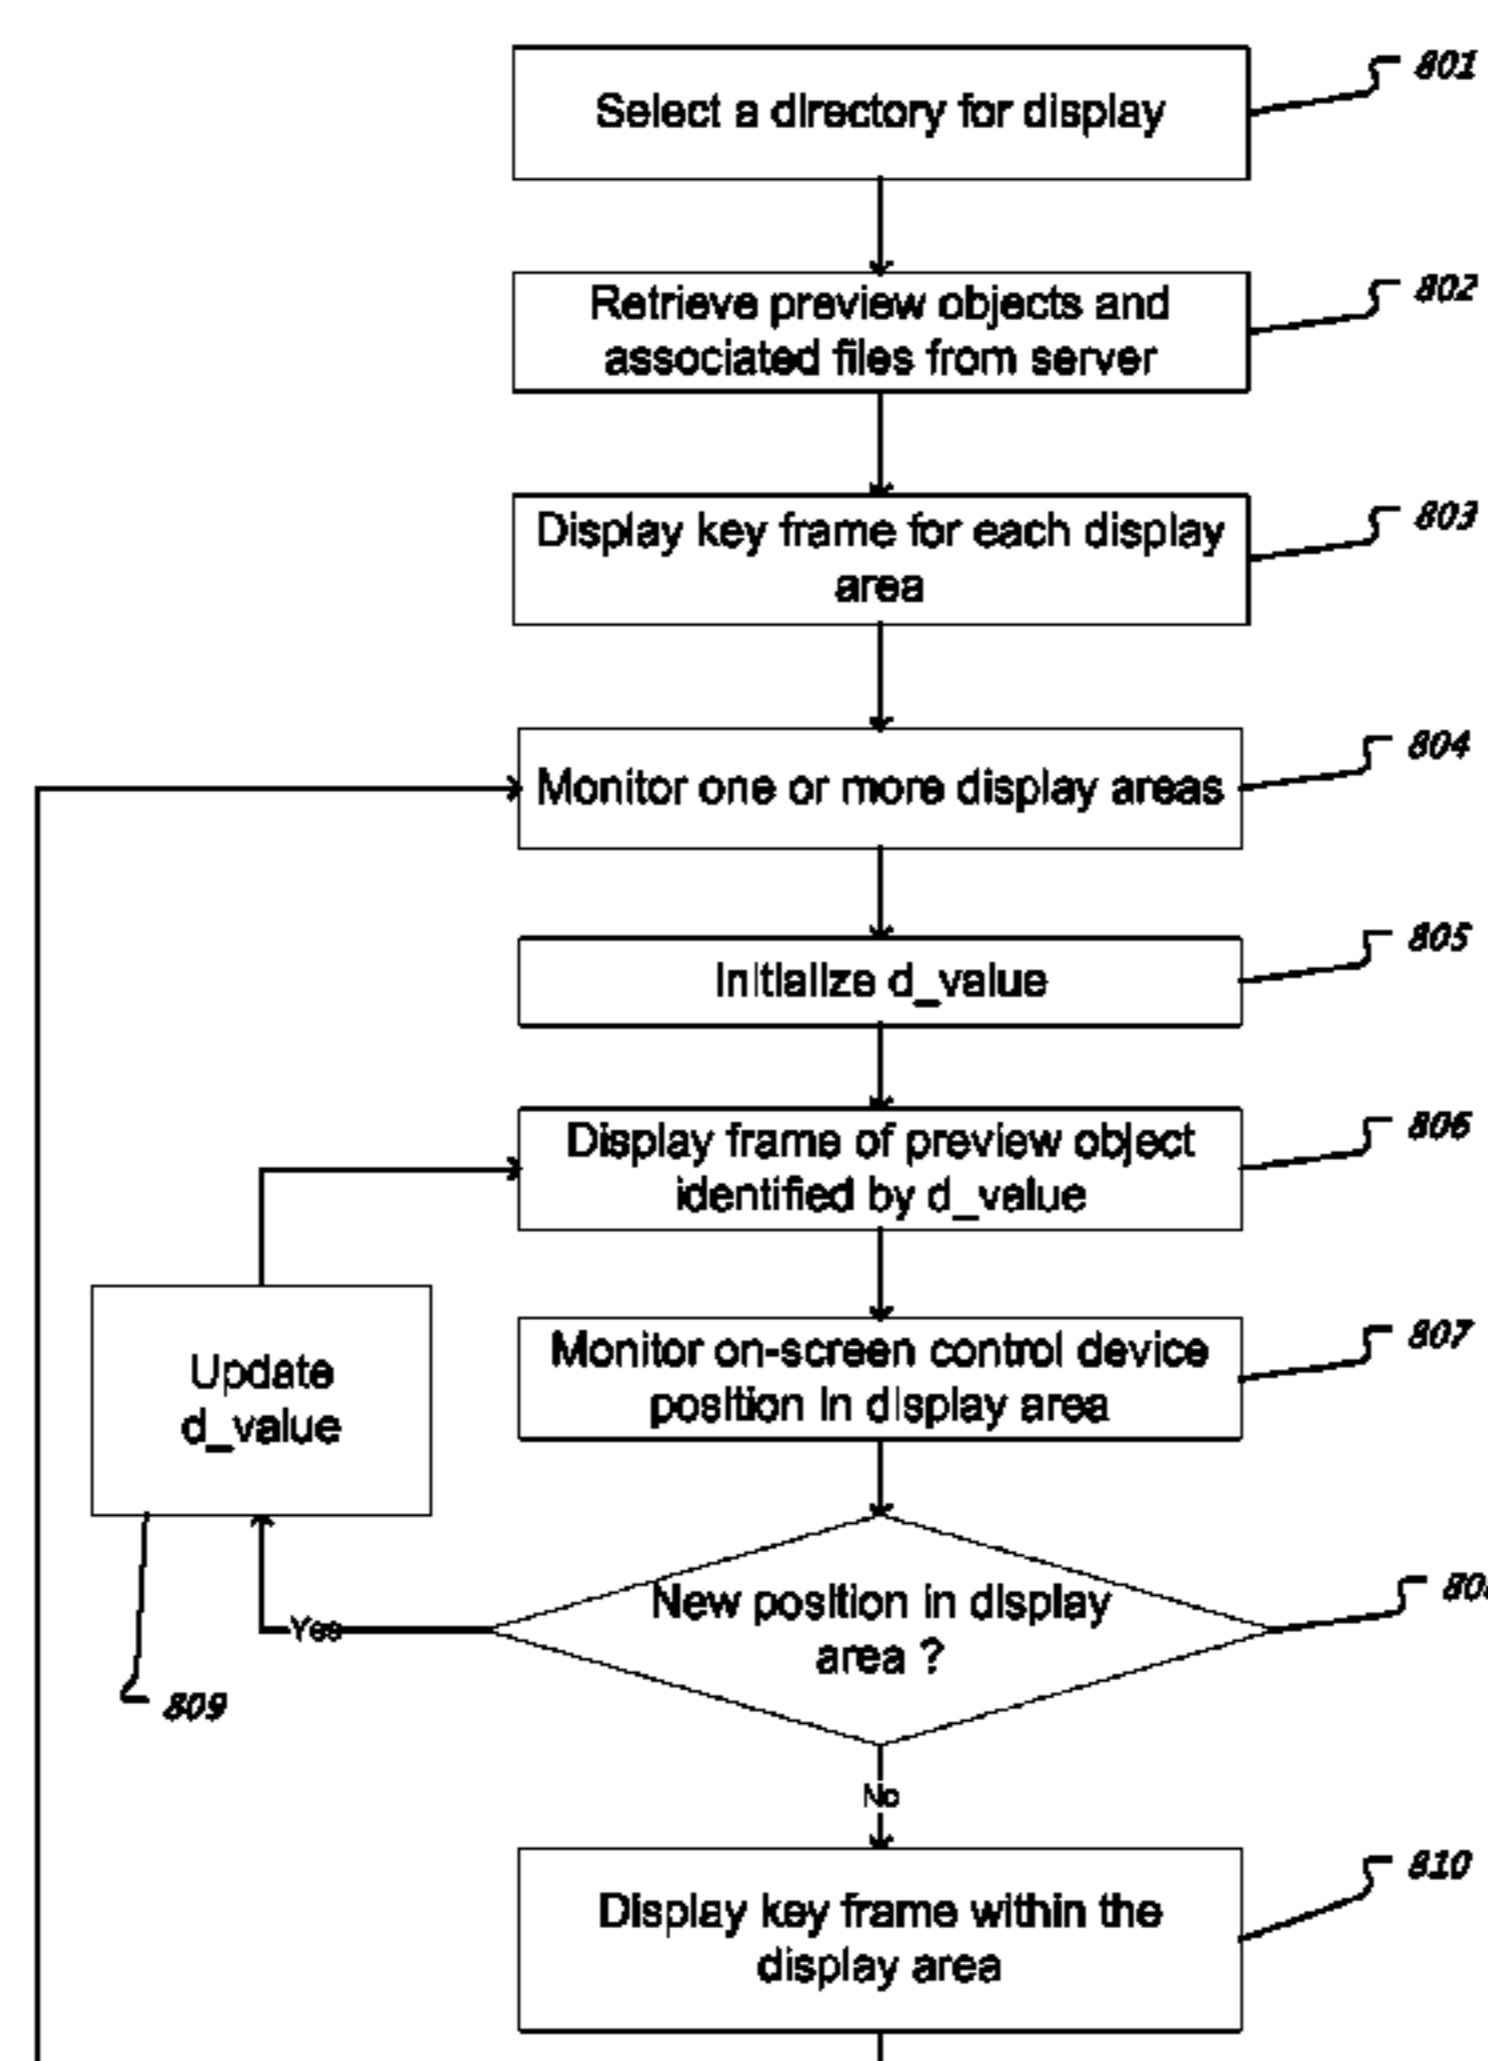 Select a directory for display
801
Retrieve preview objects and
associated files from server
802
Display key frame for each display
area
803
Monitor one or more display areas
804
Initialize d_value
805
Display frame of preview object
identified by d_value
806
Update
d_value
Monitor on-screen control device
position in display area
807
New position in display
area ?
Yes
809
No
Display key frame within the
display area
810